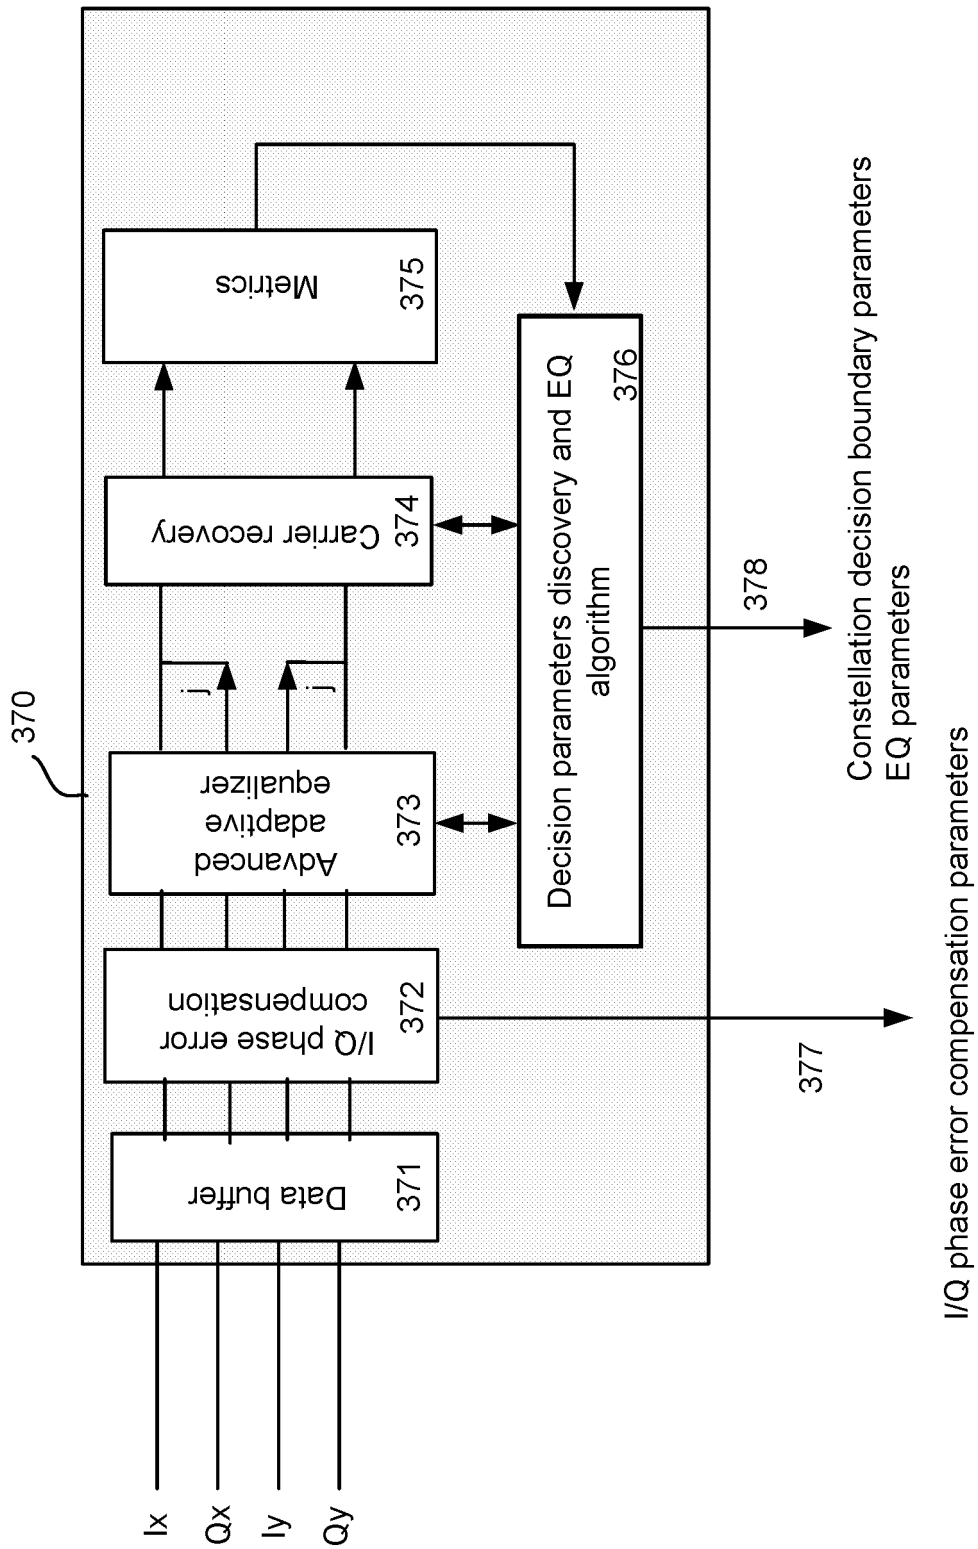 370
Ix
Qx
Iy
Qy
Data buffer
371
I/Q phase error
compensation
372
Advanced
adaptive
equalizer
373
j
j
Carrier recovery
374
Metrics
375
Decision parameters discovery and EQ
algorithm
376
377
378
Constellation decision boundary parameters
EQ parameters
I/Q phase error compensation parameters